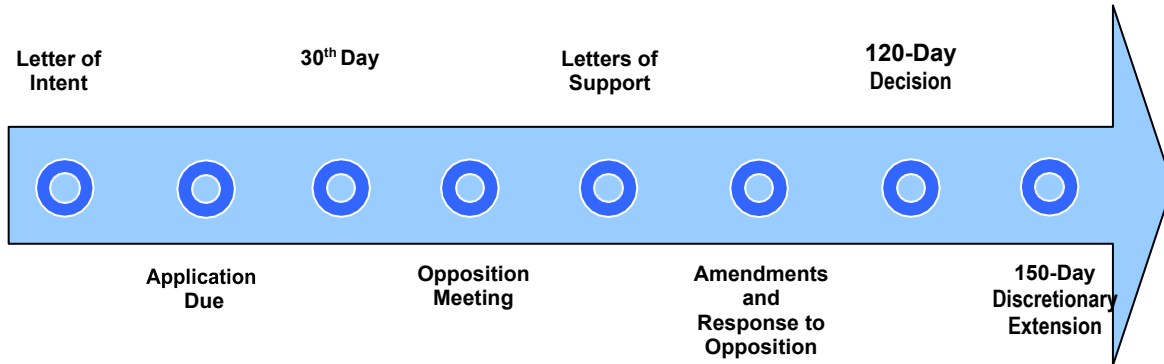 Letter of
Intent
30th Day
Letters of
Support
120-Day
Decision
Application
Due
Opposition
Meeting
Amendments
and
Response to
Opposition
150-Day
Discretionary
Extension